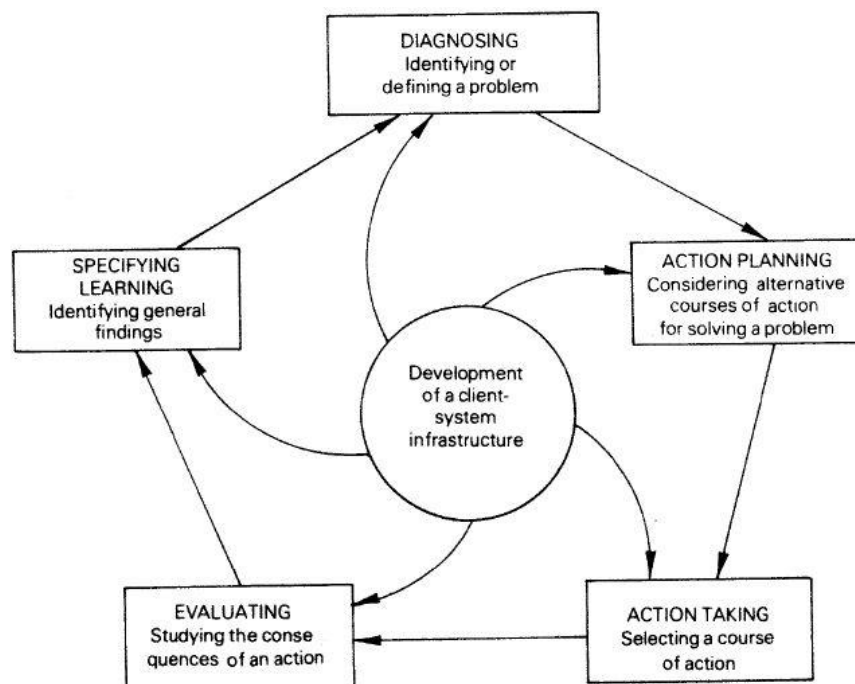 DIAGNOSING
Identifying or
defining a problem
ACTION PLANNING
Considering alternative
courses of action
for solving a problem
SPECIFYING
LEARNING
Identifying general
findings
Development
of a client-
system
infrastructure
EVALUATING
Studying the conse
quences of an action
ACTION TAKING
Selecting a course
of action